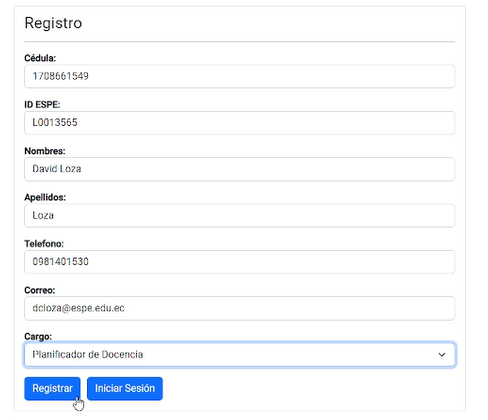 Registro
Cédula:
1708661549
ID ESPE:
L0013565
Nombres:
David Loza
Apellidos:
Loza
Telefono:
0981401530
Correo:
dcloza@espe.edu.ec
Cargo:
Planificador de Docencia
Registrar Iniciar Sesión